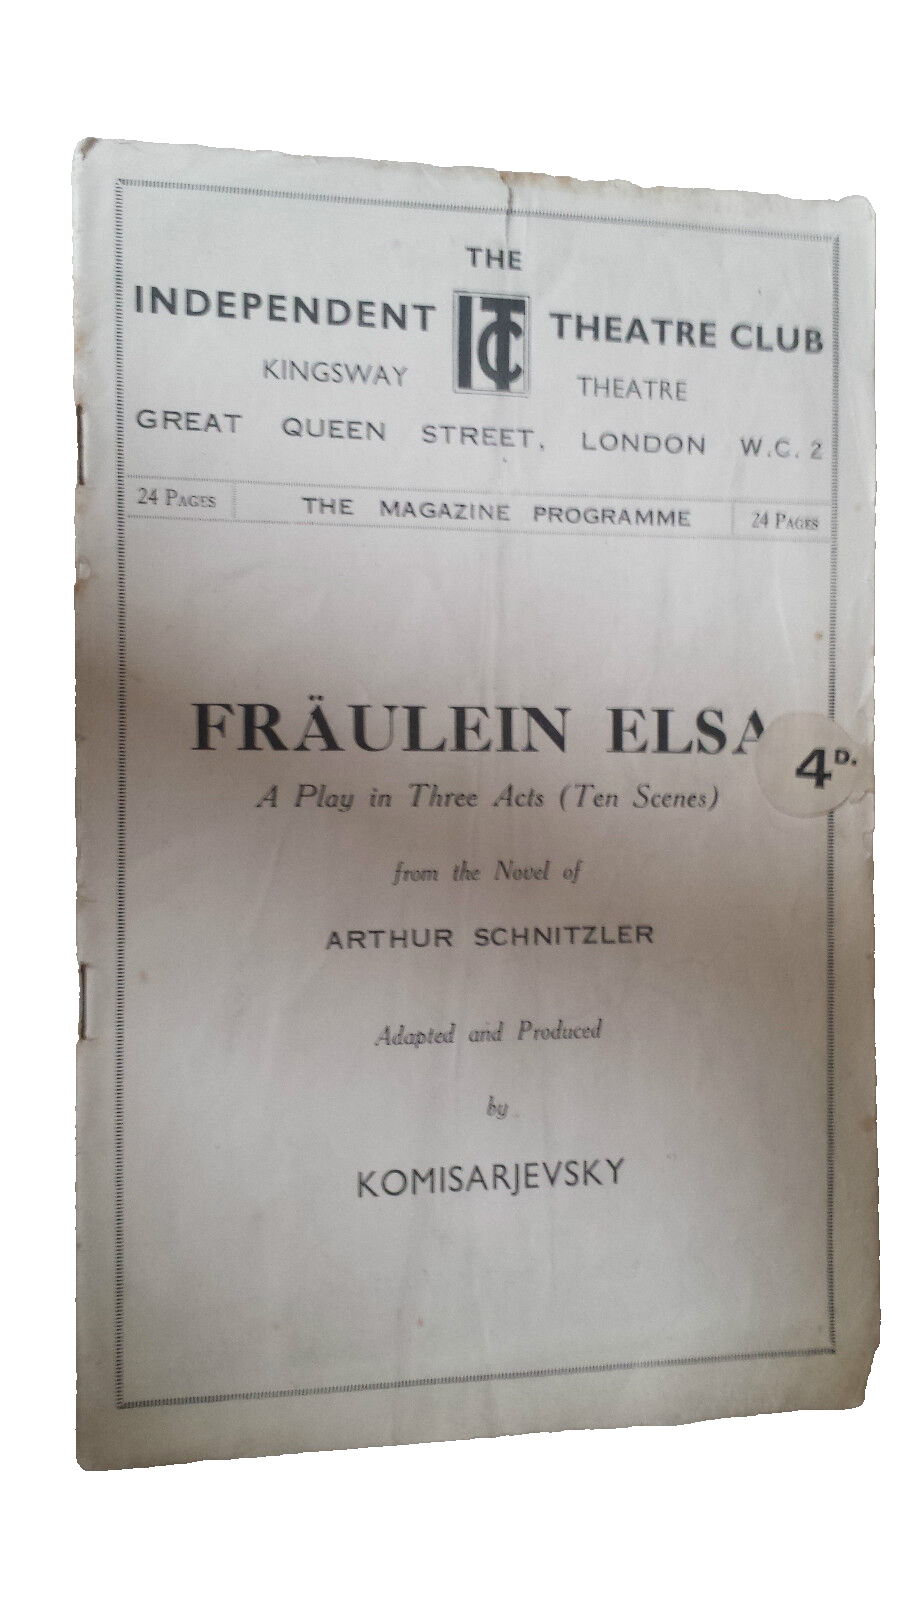 THE
INDEPENDENT ITC THEATRE CLUB
KINGSWAY THEATRE
GREAT QUEEN STREET, LONDON W.C. 2
24 PAGES THE MAGAZINE PROGRAMME 24 PAGES
FRÄULEIN ELSA
4D.
A Play in Three Acts (Ten Scenes)
from the Novel of
ARTHUR SCHNITZLER
Adapted and Produced
by
KOMISARJEVSKY